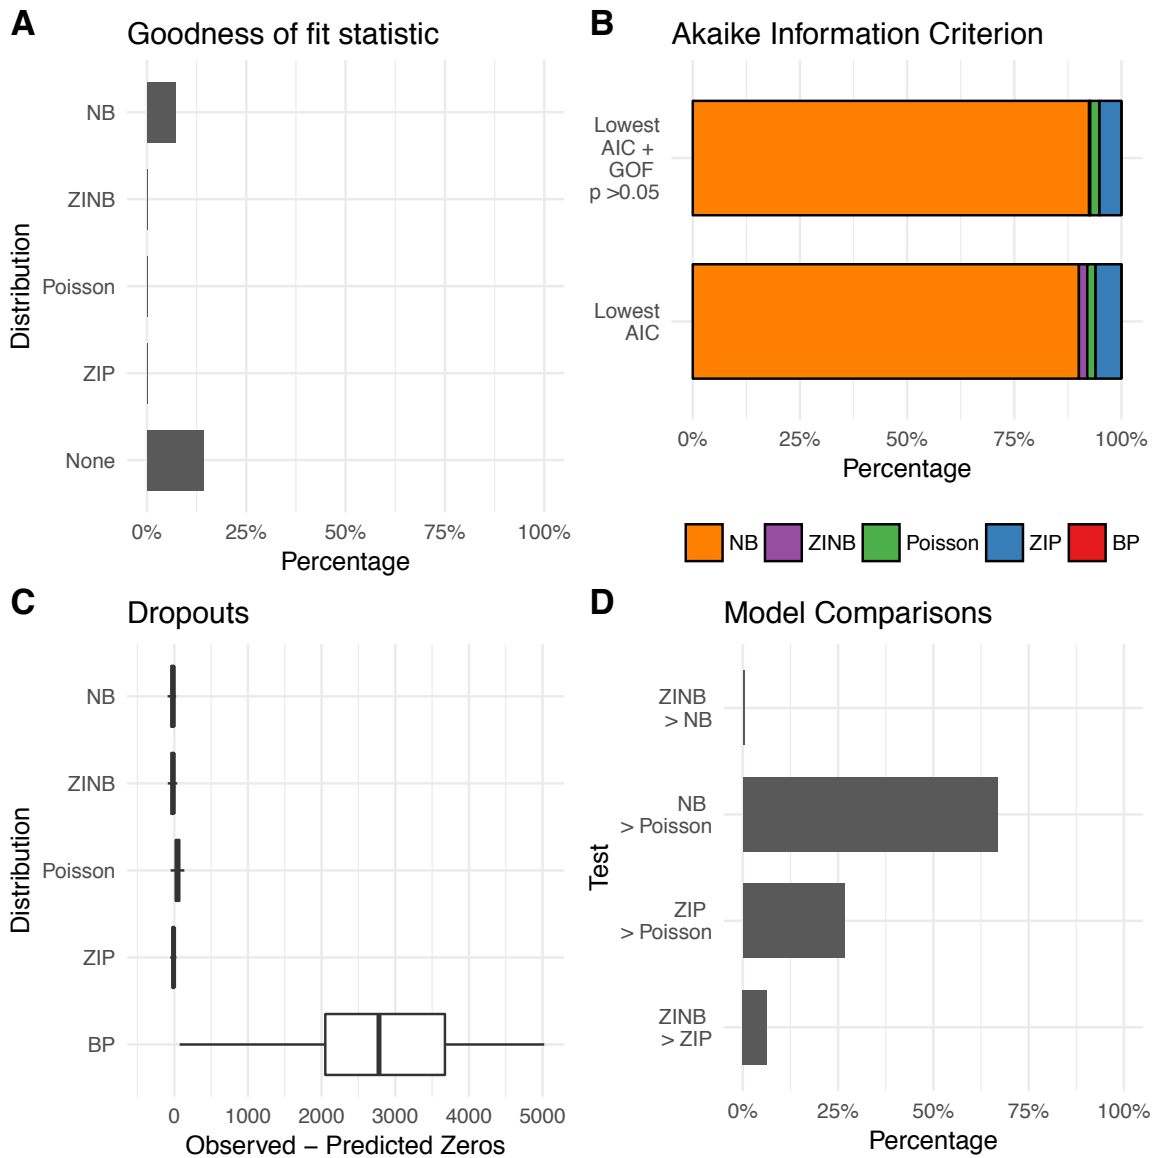 A
Goodness of fit statistic
Distribution
NB
ZINB
Poisson
ZIP
None
0% 25% 50% 75% 100%
Percentage
B
Akaike Information Criterion
Lowest
AIC +
GOF
p >0.05
Lowest
AIC
0% 25% 50% 75% 100%
Percentage
NB ZINB Poisson ZIP BP
C
Dropouts
Distribution
NB
ZINB
Poisson
ZIP
BP
0 1000 2000 3000 4000 5000
Observed − Predicted Zeros
D
Model Comparisons
Test
ZINB
> NB
NB
> Poisson
ZIP
> Poisson
ZINB
> ZIP
0% 25% 50% 75% 100%
Percentage